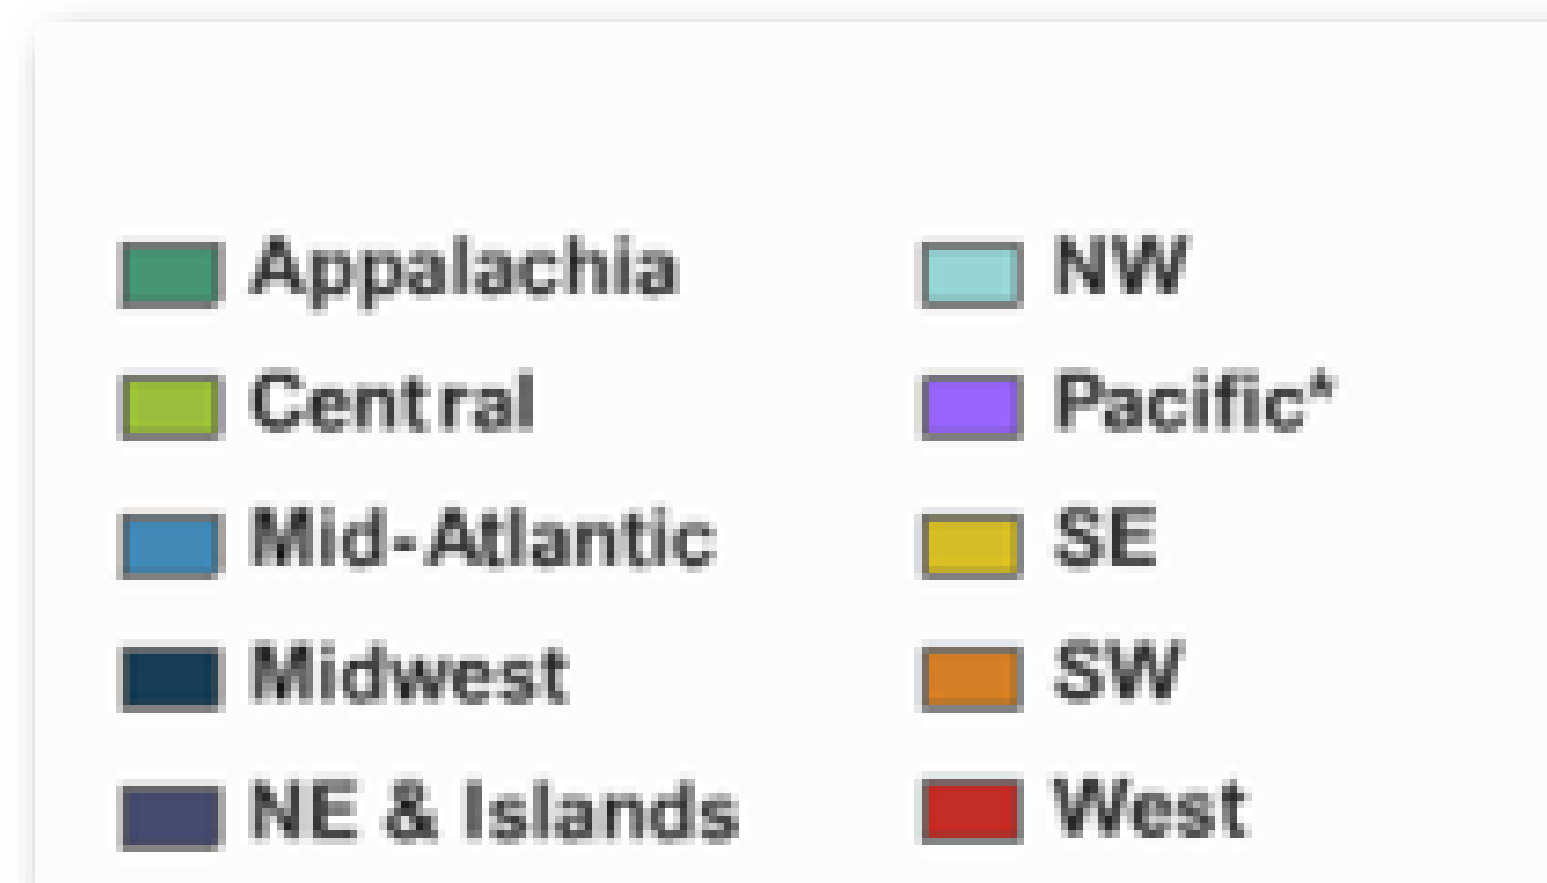 Appalachia
Central
Mid-Atlantic
Midwest
NE & Islands
NW
Pacific*
SE
SW
West